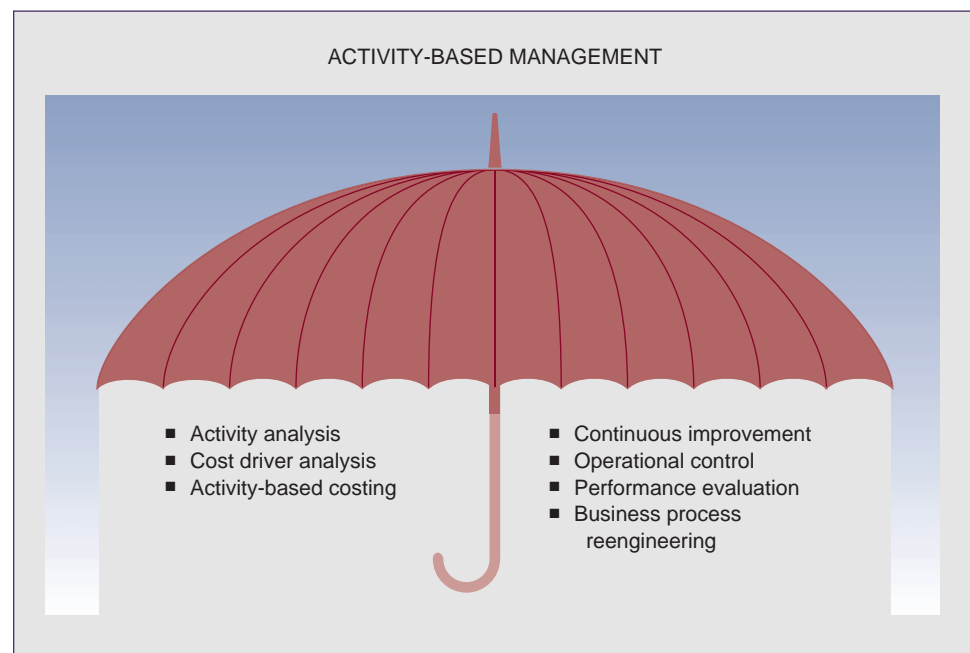 ACTIVITY-BASED MANAGEMENT
■ Activity analysis
■ Cost driver analysis
■ Activity-based costing
■ Continuous improvement
■ Operational control
■ Performance evaluation
■ Business process
reengineering